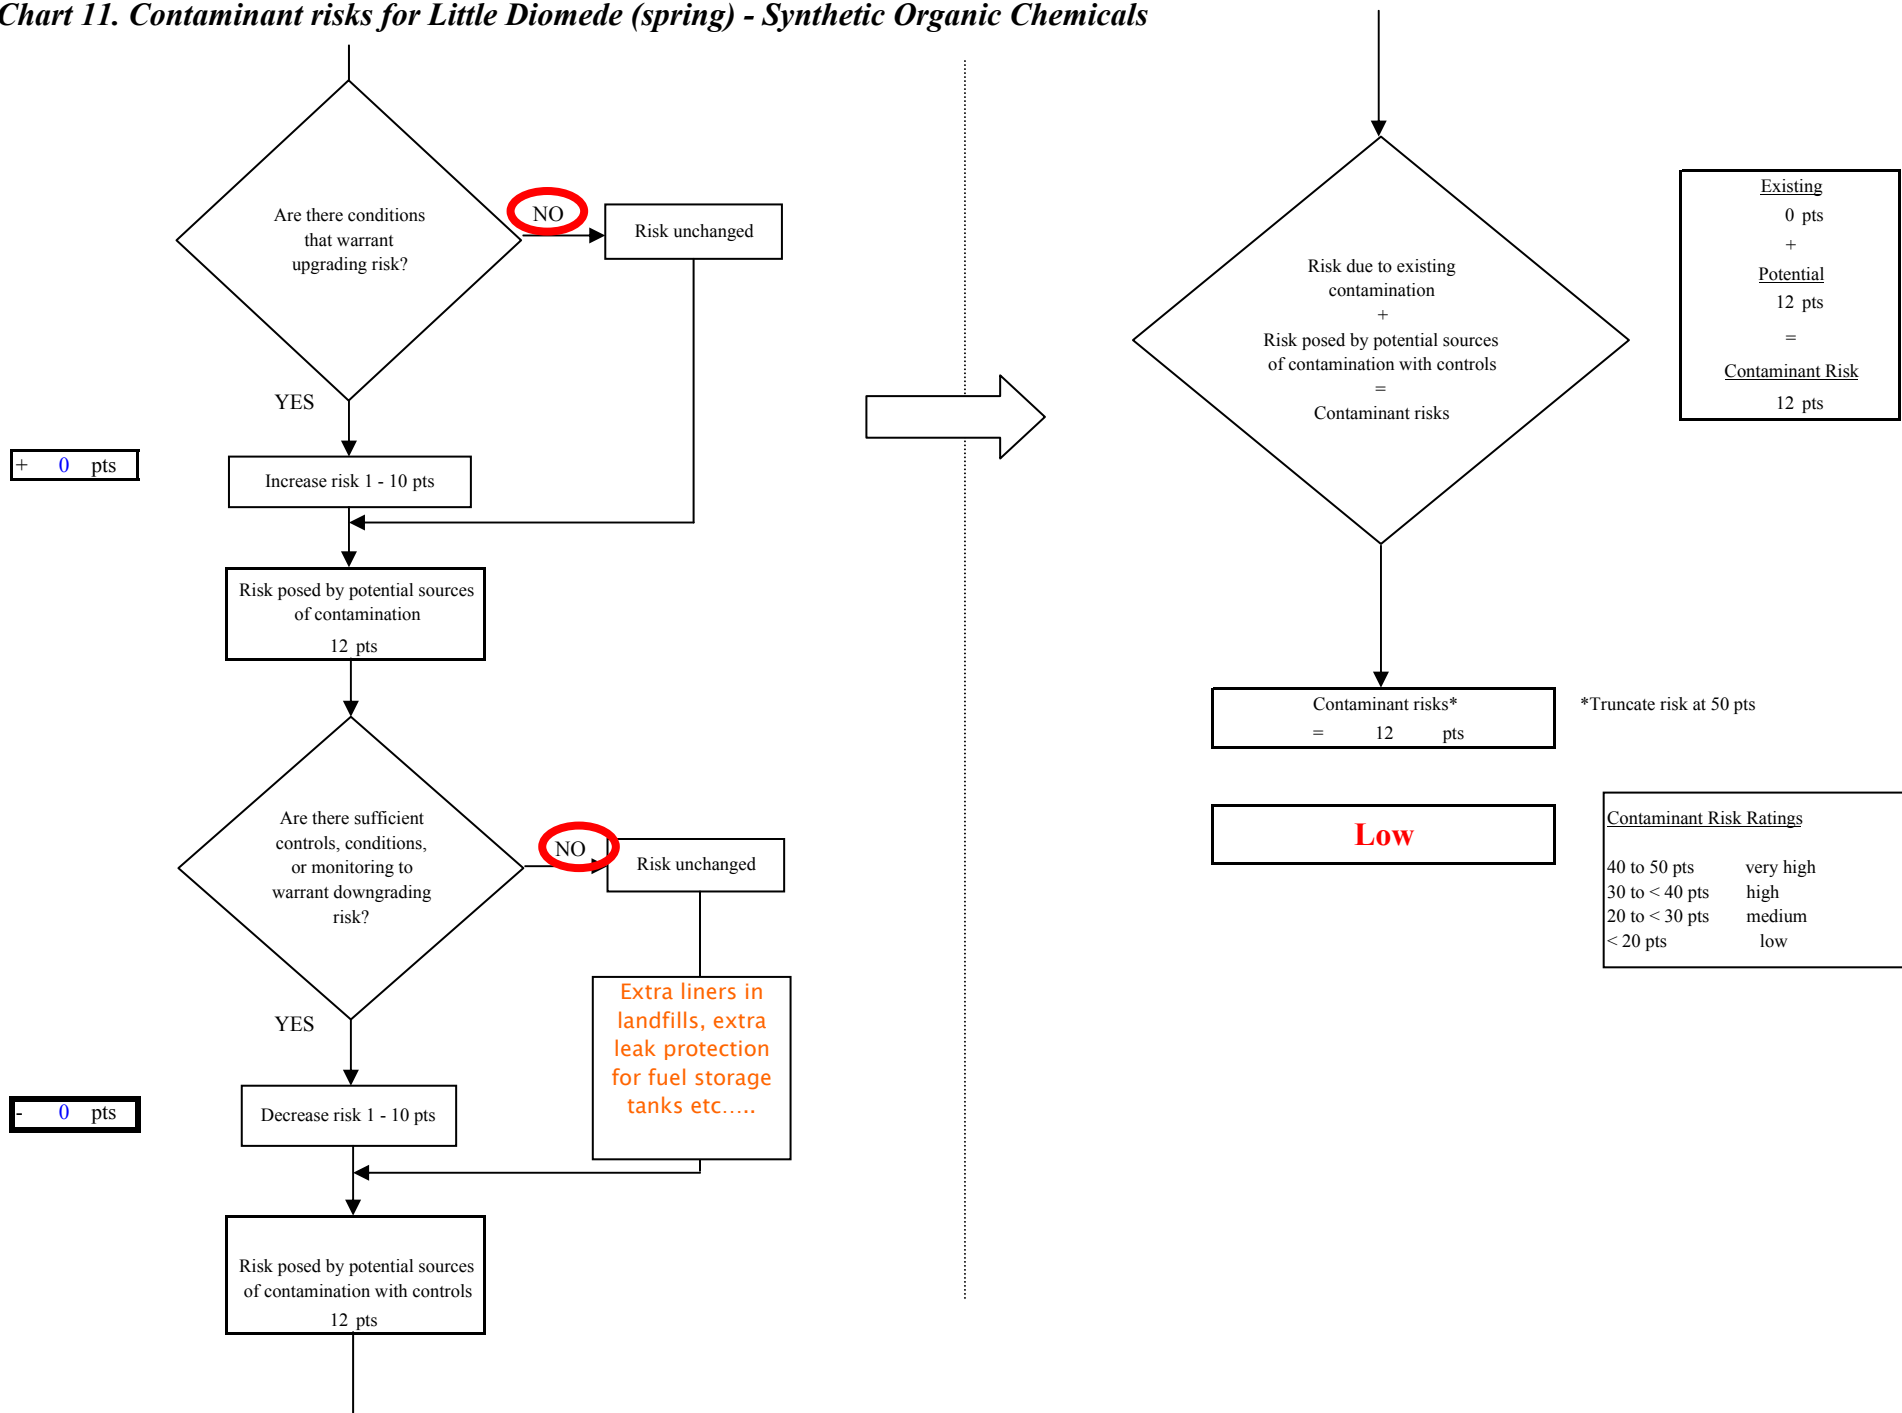 Chart 11. Contaminant risks for Little Diomede (spring) - Synthetic Organic Chemicals
Are there conditions
that warrant
upgrading risk?
NO
Risk unchanged
YES
+ 0 pts
Increase risk 1 - 10 pts
Risk posed by potential sources
of contamination
12 pts
Are there sufficient
controls, conditions,
or monitoring to
warrant downgrading
risk?
NO
Risk unchanged
Extra liners in
landfills, extra
leak protection
for fuel storage
tanks etc.....
YES
- 0 pts
Decrease risk 1 - 10 pts
Risk posed by potential sources
of contamination with controls
12 pts
Risk due to existing
contamination
+
Risk posed by potential sources
of contamination with controls
=
Contaminant risks
Existing
0 pts
+
Potential
12 pts
=
Contaminant Risk
12 pts
Contaminant risks*
= 12 pts
*Truncate risk at 50 pts
Low
Contaminant Risk Ratings
40 to 50 pts very high
30 to < 40 pts high
20 to < 30 pts medium
< 20 pts low